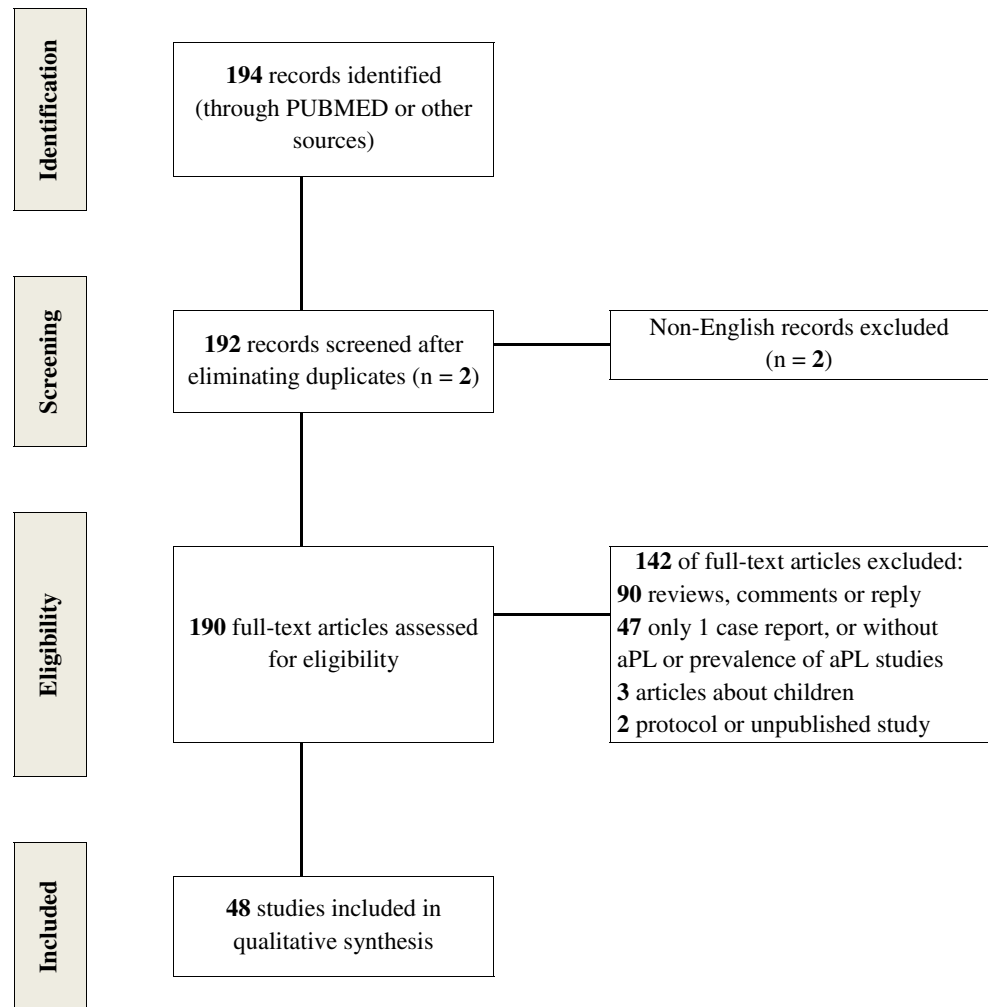 Identification
194 records identified
(through PUBMED or other
sources)
Screening
192 records screened after
eliminating duplicates (n = 2)
Non-English records excluded
(n = 2)
Eligibility
190 full-text articles assessed
for eligibility
142 of full-text articles excluded:
90 reviews, comments or reply
47 only 1 case report, or without
aPL or prevalence of aPL studies
3 articles about children
2 protocol or unpublished study
Included
48 studies included in
qualitative synthesis